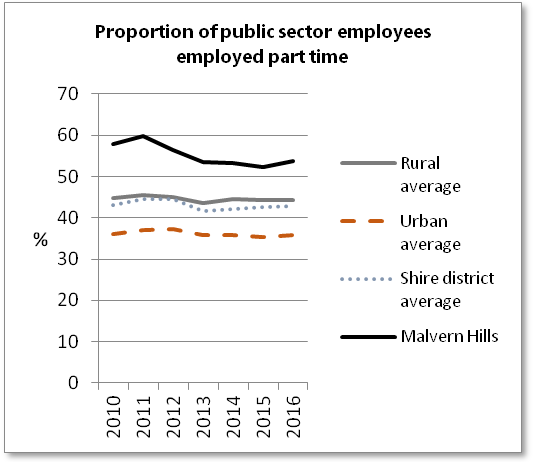 Proportion of public sector employees
employed part time
70
60
50
40
30
20
10
0
%
2010
2011
2012
2013
2014
2015
2016
Rural
average
Urban
average
Shire district
average
Malvern Hills